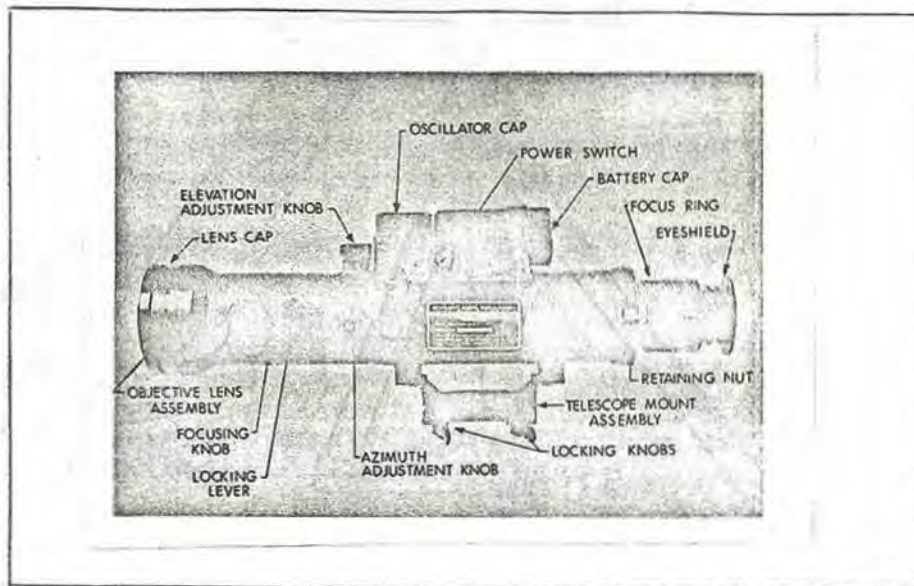 OSCILLATOR CAP
POWER SWITCH
BATTERY CAP
ELEVATION
ADJUSTMENT KNOB
FOCUS RING
LENS CAP
EYESHIELD
OBJECTIVE LENS
ASSEMBLY
RETAINING NUT
FOCUSING
KNOB
TELESCOPE MOUNT
ASSEMBLY
LOCKING
LEVER
AZIMUTH
ADJUSTMENT KNOB
LOCKING KNOBS